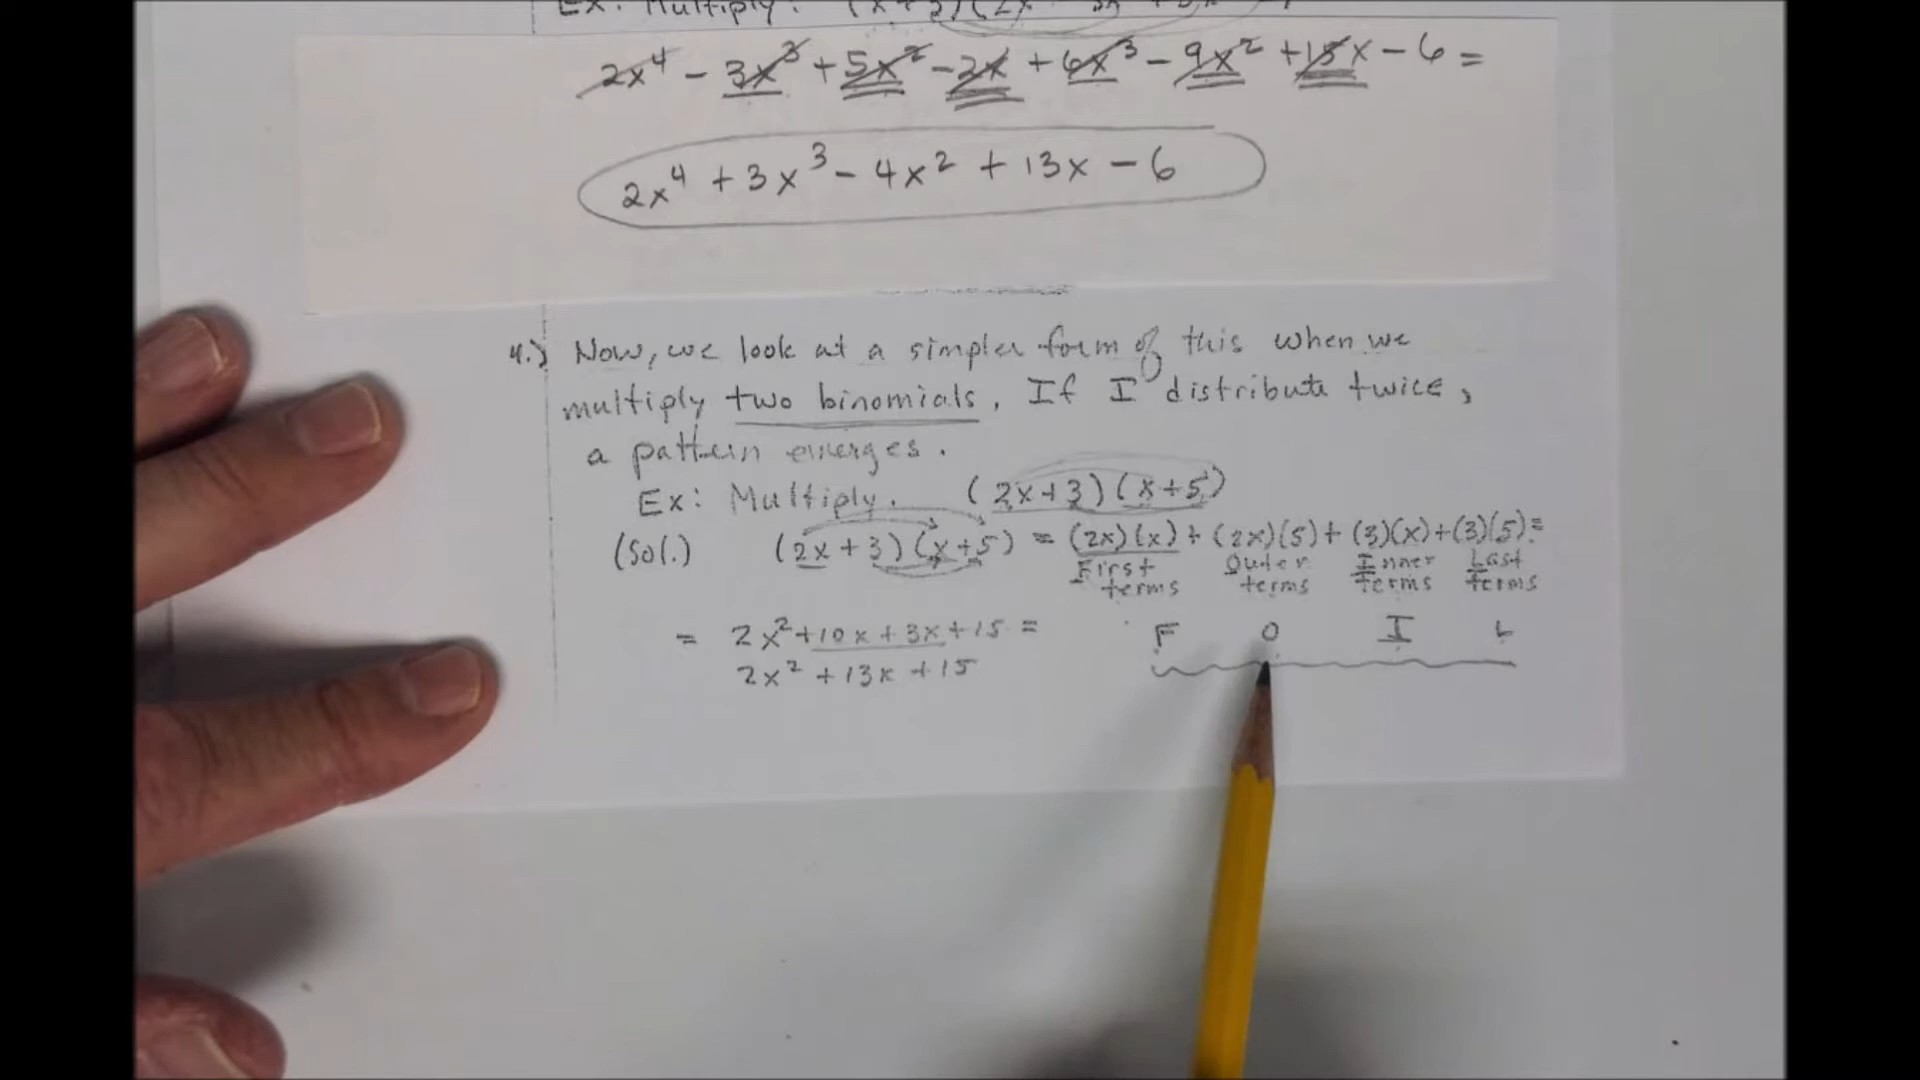 Ex: Multiply:
2x⁴ - 3x³ + 5x² - 2x + 6x³ - 9x² + 15x - 6 =
2x⁴ + 3x³ - 4x² + 13x - 6
4.) Now, we look at a simpler form of this when we
multiply two binomials. If I distribute twice,
a pattern emerges.
Ex: Multiply. (2x+3)(x+5)
(Sol.) (2x+3)(x+5) = (2x)(x) + (2x)(5) + (3)(x) + (3)(5) =
First terms Outer terms Inner terms Last terms
= 2x² + 10x + 3x + 15 = F O I L
2x² + 13x + 15